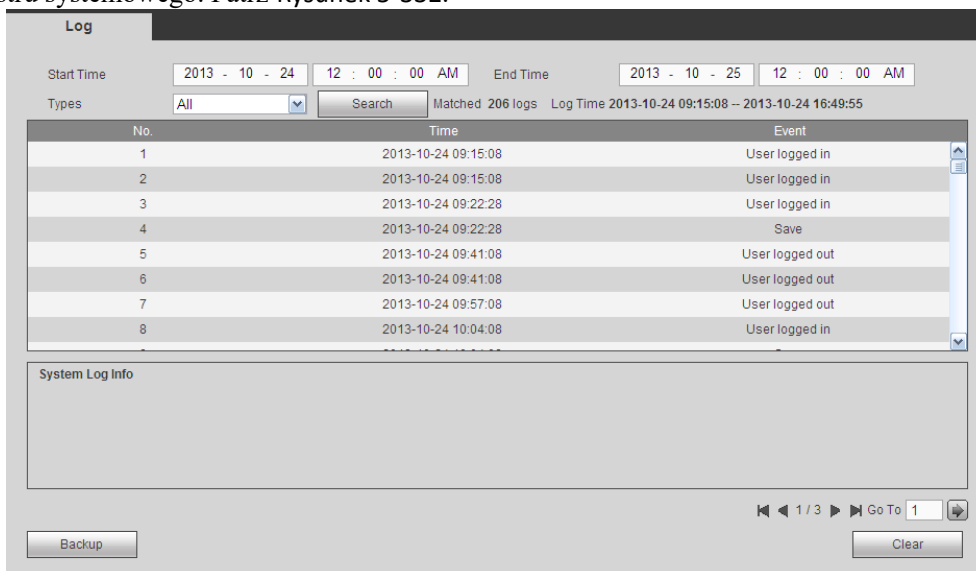 systemowego. Patrz Rysunek
Log
Start Time 2013 - 10 - 24 12 : 00 : 00 AM End Time 2013 - 10 - 25 12 : 00 : 00 AM
Types All Search Matched 206 logs Log Time 2013-10-24 09:15:08 -- 2013-10-24 16:49:55
No. Time Event
1 2013-10-24 09:15:08 User logged in
2 2013-10-24 09:15:08 User logged in
3 2013-10-24 09:22:28 User logged in
4 2013-10-24 09:22:28 Save
5 2013-10-24 09:41:08 User logged out
6 2013-10-24 09:41:08 User logged out
7 2013-10-24 09:57:08 User logged out
8 2013-10-24 10:04:08 User logged in
System Log Info
1 / 3 Go To 1
Backup Clear